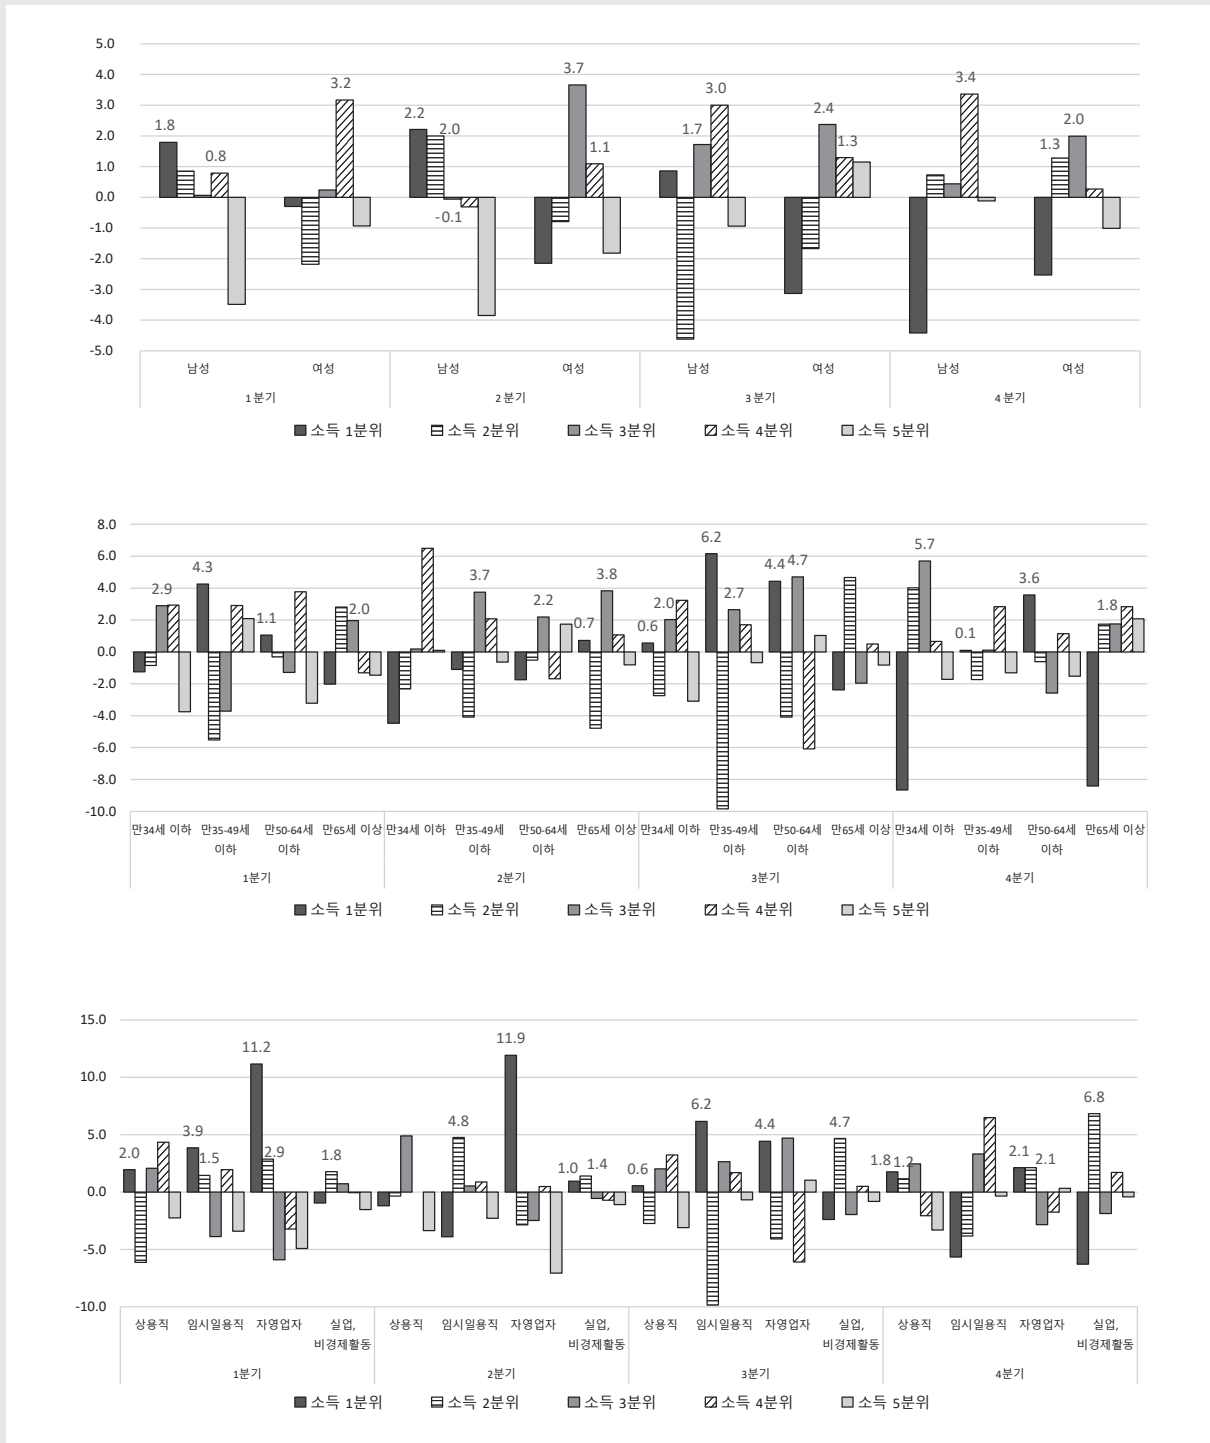 5.0
4.0
3.0
2.0
1.0
0.0
-1.0
-2.0
-3.0
-4.0
-5.0
1.8 0.8 3.2 2.2 2.0 -0.1 3.7 1.1 1.7 3.0 2.4 1.3 3.4 1.3 2.0
남성 여성 남성 여성 남성 여성 남성 여성
1분기 2분기 3분기 4분기
소득 1분위 소득 2분위 소득 3분위 소득 4분위 소득 5분위
8.0
6.0
4.0
2.0
0.0
-2.0
-4.0
-6.0
-8.0
-10.0
2.9 4.3 1.1 2.0 3.7 2.2 0.7 3.8 0.6 2.0 6.2 2.7 4.4 4.7 5.7 0.1 3.6 1.8
만34세 이하 만35-49세 만50-64세 만65세 이상 만34세 이하 만35-49세 만50-64세 만65세 이상 만34세 이하 만35-49세 만50-64세 만65세 이상 만34세 이하 만35-49세 만50-64세 만65세 이상
이하 이하 이하 이하 이하 이하 이하 이하
1분기 2분기 3분기 4분기
소득 1분위 소득 2분위 소득 3분위 소득 4분위 소득 5분위
15.0
10.0
5.0
0.0
-5.0
-10.0
2.0 3.9 1.5 11.2 2.9 1.8 4.8 11.9 1.0 1.4 0.6 6.2 4.4 4.7 1.8 1.2 2.1 2.1 6.8
상용직 임시일용직 자영업자 실업, 상용직 임시일용직 자영업자 실업, 상용직 임시일용직 자영업자 실업, 상용직 임시일용직 자영업자 실업,
비경제활동 비경제활동 비경제활동 비경제활동
1분기 2분기 3분기 4분기
소득 1분위 소득 2분위 소득 3분위 소득 4분위 소득 5분위